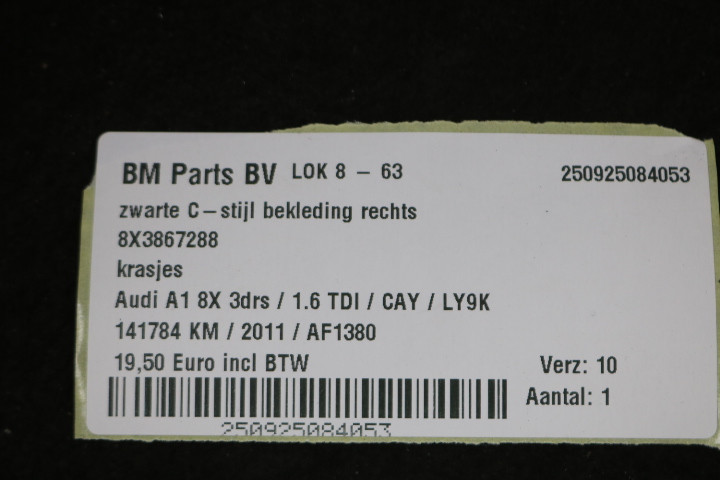 BM Parts BV LOK 8 - 63 250925084053
zwarte C-stijl bekleding rechts
8X3867288
krasjes
Audi A1 8X 3drs / 1.6 TDI / CAY / LY9K
141784 KM / 2011 / AF1380
19,50 Euro incl BTW Verz: 10
Aantal: 1
250925084053